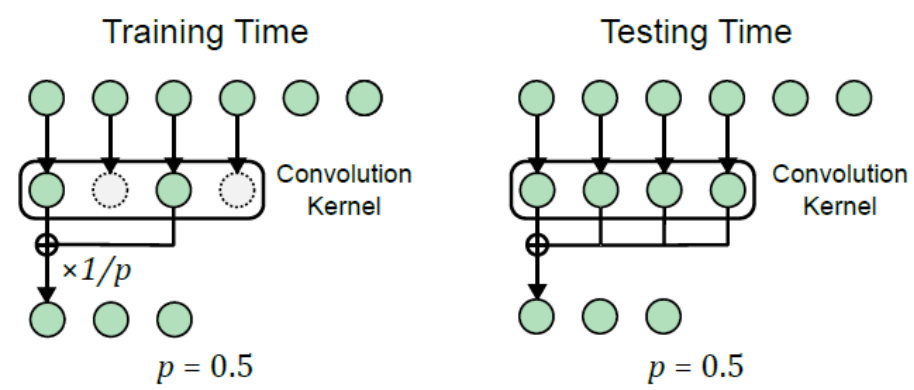 Training Time
Convolution
Kernel
×1/p
p = 0.5
Testing Time
Convolution
Kernel
p = 0.5